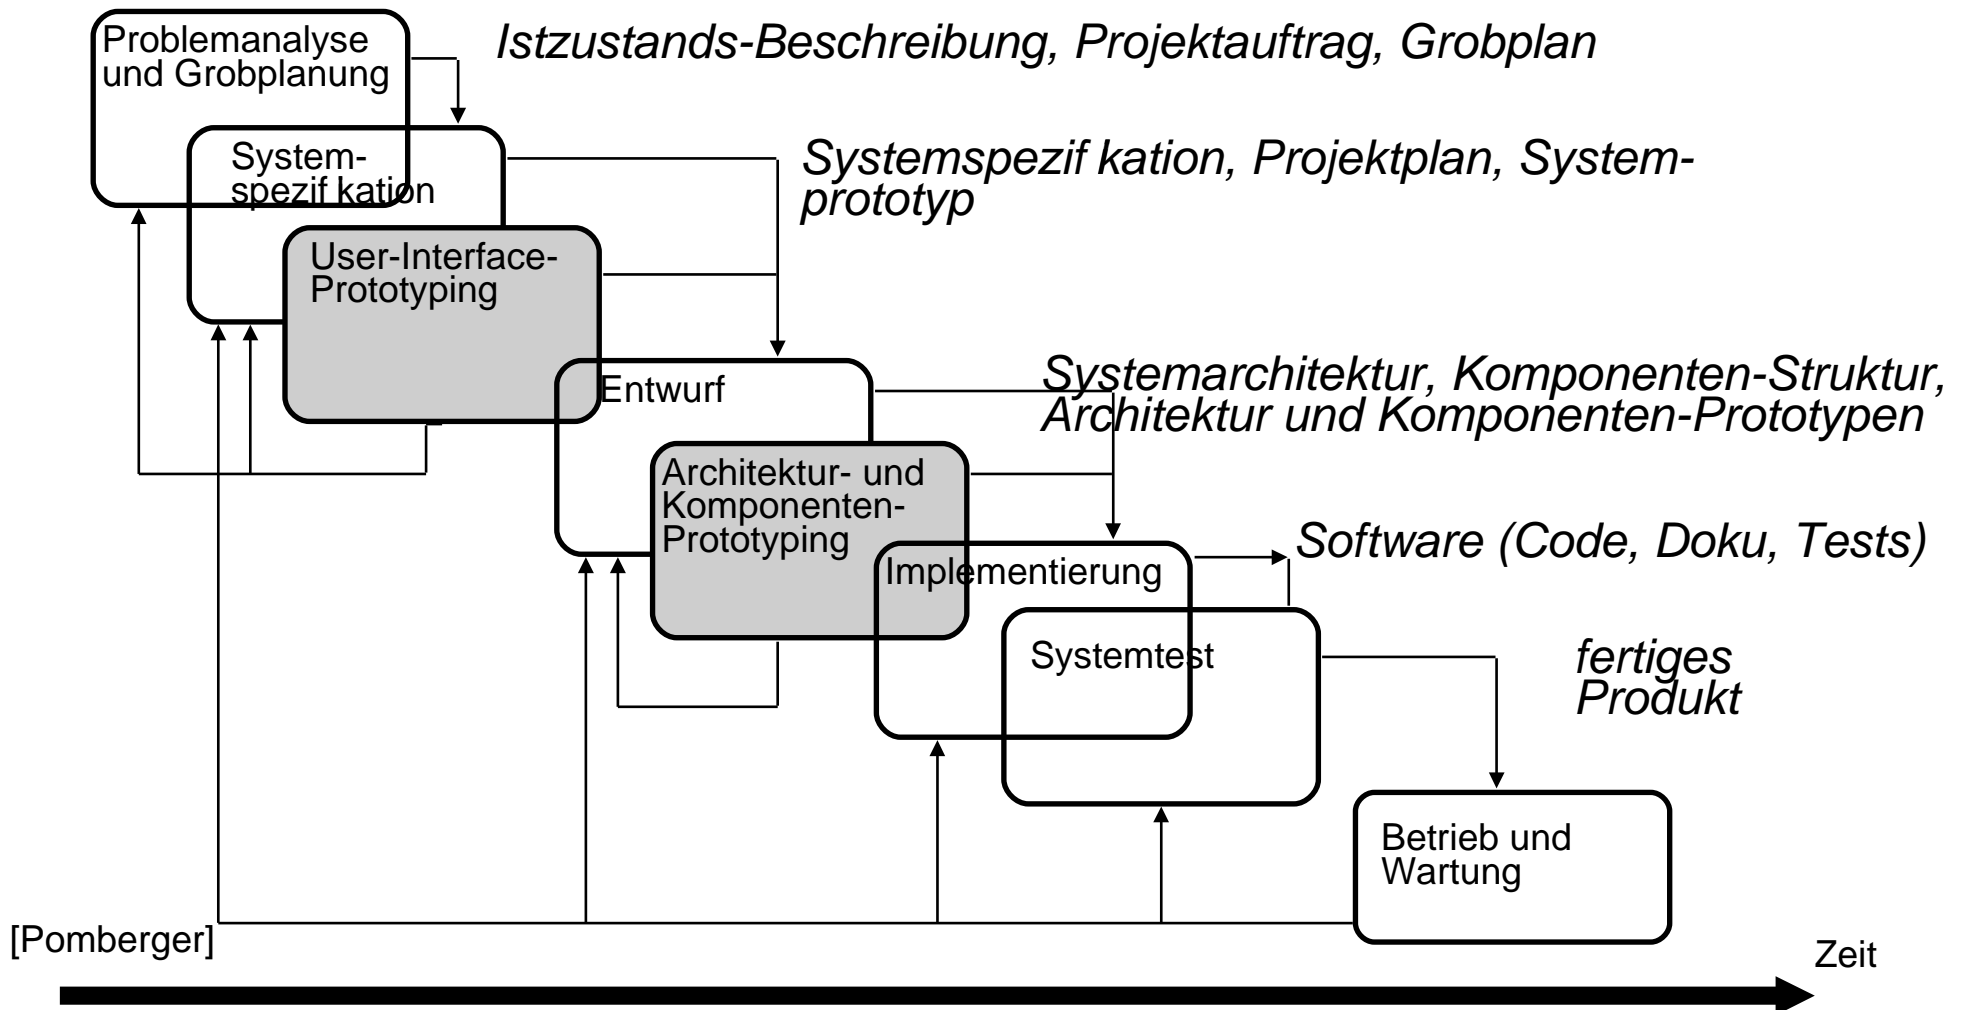 Problemanalyse
und Grobplanung
Istzustands-Beschreibung, Projektauftrag, Grobplan
System-
spezif kation
Systemspezif kation, Projektplan, System-
prototyp
User-Interface-
Prototyping
Entwurf
Systemarchitektur, Komponenten-Struktur,
Architektur und Komponenten-Prototypen
Architektur- und
Komponenten-
Prototyping
Implementierung
Software (Code, Doku, Tests)
Systemtest
fertiges
Produkt
Betrieb und
Wartung
[Pomberger]
Zeit